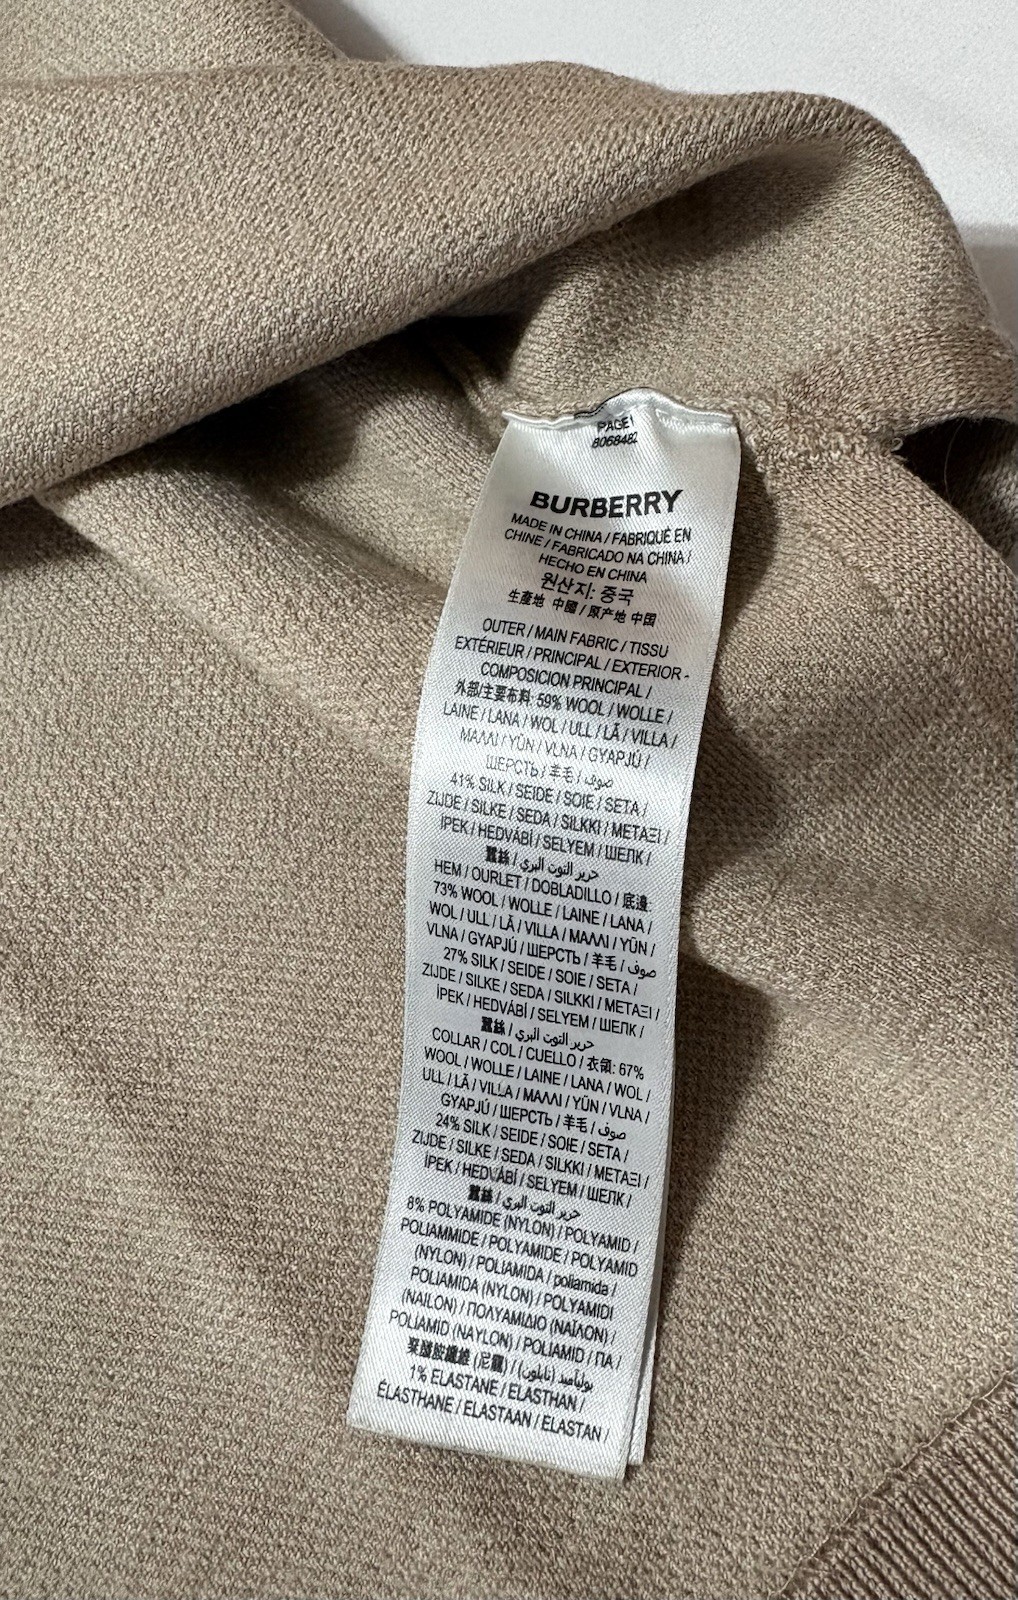 PAGE1
8068482
BURBERRY
MADE IN CHINA / FABRIQUÉ EN
CHINE / FABRICADO NA CHINA /
HECHO EN CHINA
원산지: 중국
生產地 中國 / 原产地 中国
OUTER / MAIN FABRIC / TISSU
EXTÉRIEUR / PRINCIPAL / EXTERIOR -
COMPOSICION PRINCIPAL /
外部/主要布料: 59% WOOL / WOLLE /
LAINE / LANA / WOL / ULL / LÃ / VILLA /
ΜΑΛΛΙ / YÜN / VLNA / GYAPJÚ /
ШЕРСТЬ / 羊毛 / صوف
41% SILK / SEIDE / SOIE / SETA /
ZIJDE / SILKE / SEDA / SILKKI / ΜΕΤΑΞΙ /
İPEK / HEDVÁBÍ / SELYEM / ШЕЛК /
蠶絲 / حرير التوت البري
HEM / OURLET / DOBLADILLO / 底邊:
73% WOOL / WOLLE / LAINE / LANA /
WOL / ULL / LÃ / VILLA / ΜΑΛΛΙ / YÜN /
VLNA / GYAPJÚ / ШЕРСТЬ / 羊毛 / صوف
27% SILK / SEIDE / SOIE / SETA /
ZIJDE / SILKE / SEDA / SILKKI / ΜΕΤΑΞΙ /
İPEK / HEDVÁBÍ / SELYEM / ШЕЛК /
蠶絲 / حرير التوت البري
COLLAR / COL / CUELLO / 衣領: 67%
WOOL / WOLLE / LAINE / LANA / WOL /
ULL / LÃ / VILLA / ΜΑΛΛΙ / YÜN / VLNA /
GYAPJÚ / ШЕРСТЬ / 羊毛 / صوف
24% SILK / SEIDE / SOIE / SETA /
ZIJDE / SILKE / SEDA / SILKKI / ΜΕΤΑΞΙ /
İPEK / HEDVÁBÍ / SELYEM / ШЕЛК /
蠶絲 / حرير التوت البري
8% POLYAMIDE (NYLON) / POLYAMID /
POLIAMMIDE / POLYAMIDE / POLYAMID
(NYLON) / POLIAMIDA / poliamida /
POLIAMIDA (NYLON) / POLYAMIDI
(NAILON) / ΠΟΛΥΑΜΙΔΙΟ (ΝΑΪΛΟΝ) /
POLİAMID (NAYLON) / POLIAMID / ПА /
聚醯胺纖維 (尼龍) / بولياميد (نايلون)
1% ELASTANE / ELASTHAN /
ÉLASTHANE / ELASTAAN / ELASTAN /